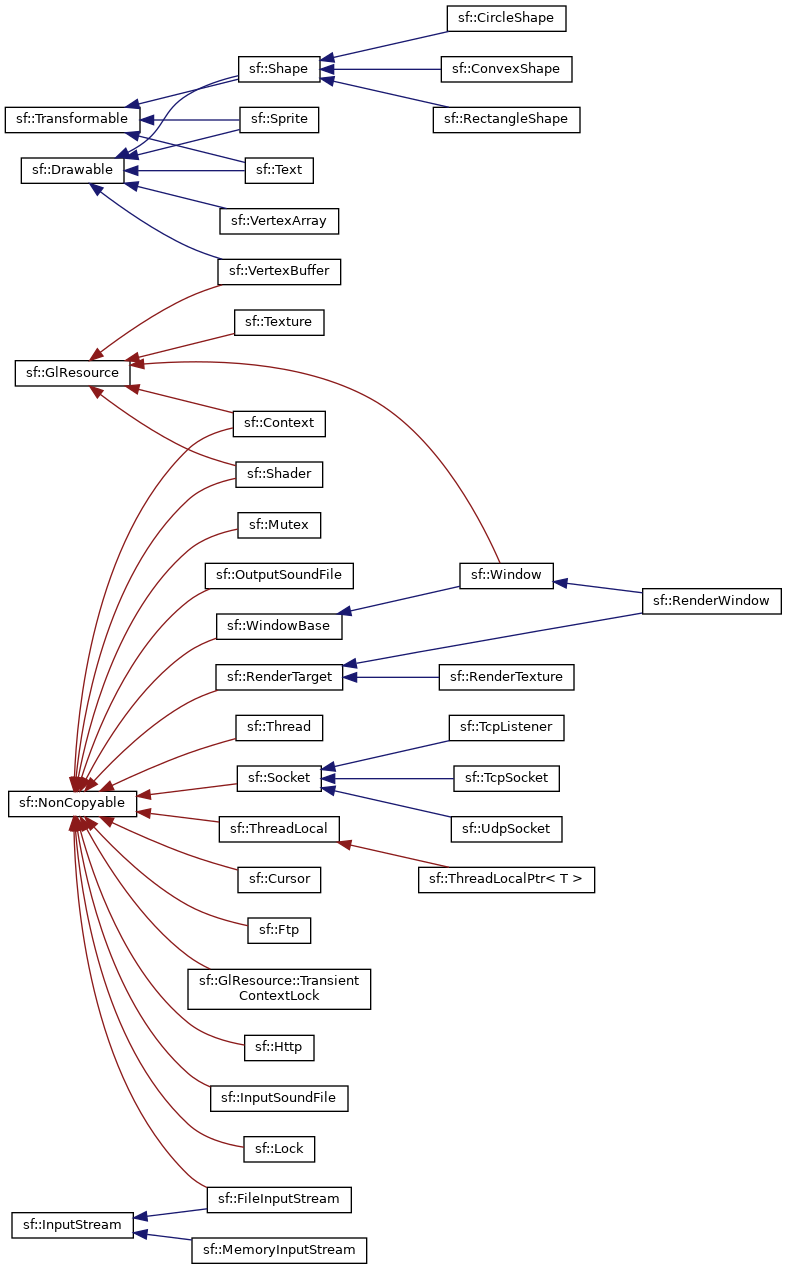 sf::CircleShape
sf::Shape
sf::ConvexShape
sf::Transformable
sf::Sprite
sf::RectangleShape
sf::Drawable
sf::Text
sf::VertexArray
sf::VertexBuffer
sf::Texture
sf::GlResource
sf::Context
sf::Shader
sf::Mutex
sf::OutputSoundFile
sf::Window
sf::RenderWindow
sf::WindowBase
sf::RenderTarget
sf::RenderTexture
sf::Thread
sf::TcpListener
sf::Socket
sf::TcpSocket
sf::NonCopyable
sf::ThreadLocal
sf::UdpSocket
sf::Cursor
sf::ThreadLocalPtr< T >
sf::Ftp
sf::GlResource::Transient
ContextLock
sf::Http
sf::InputSoundFile
sf::Lock
sf::FileInputStream
sf::InputStream
sf::MemoryInputStream